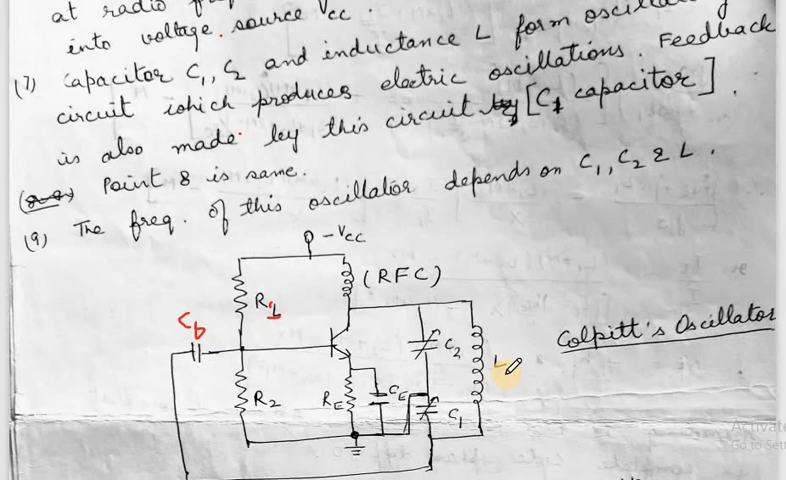 at radio
into voltage source Vcc.
(7) Capacitor C1, C2 and inductance L form
circuit which produces electric oscillations. Feedback
is also made by this circuit [C1 capacitor].
Point 8 is same.
(9) The freq. of this oscillator depends on C1, C2 & L.
-Vcc
(RFC)
R1
Cb
C2
L
Colpitt's Oscillator
R2
RE
CE
C1
Activate
Go to Sett